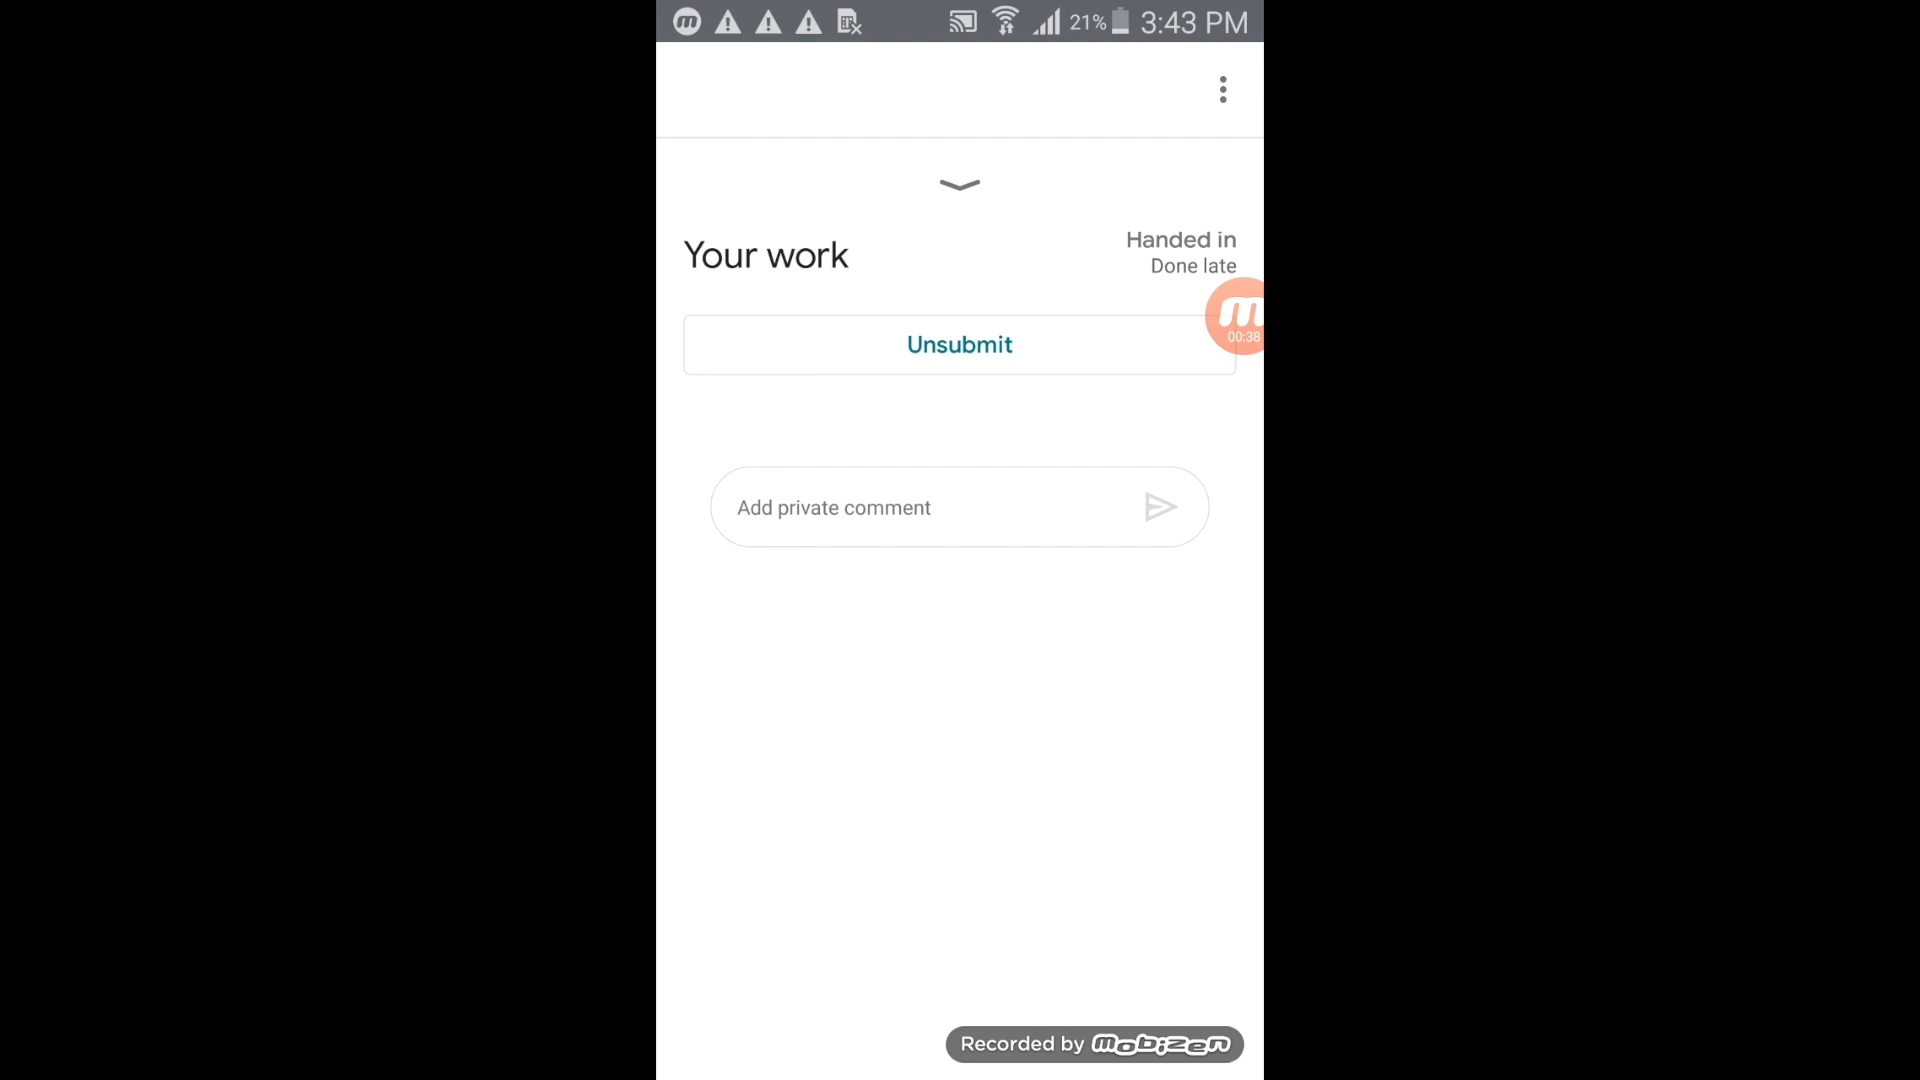 21% 3:43 PM
Your work
Handed in
Done late
00:38
Unsubmit
Add private comment
Recorded by mobizen